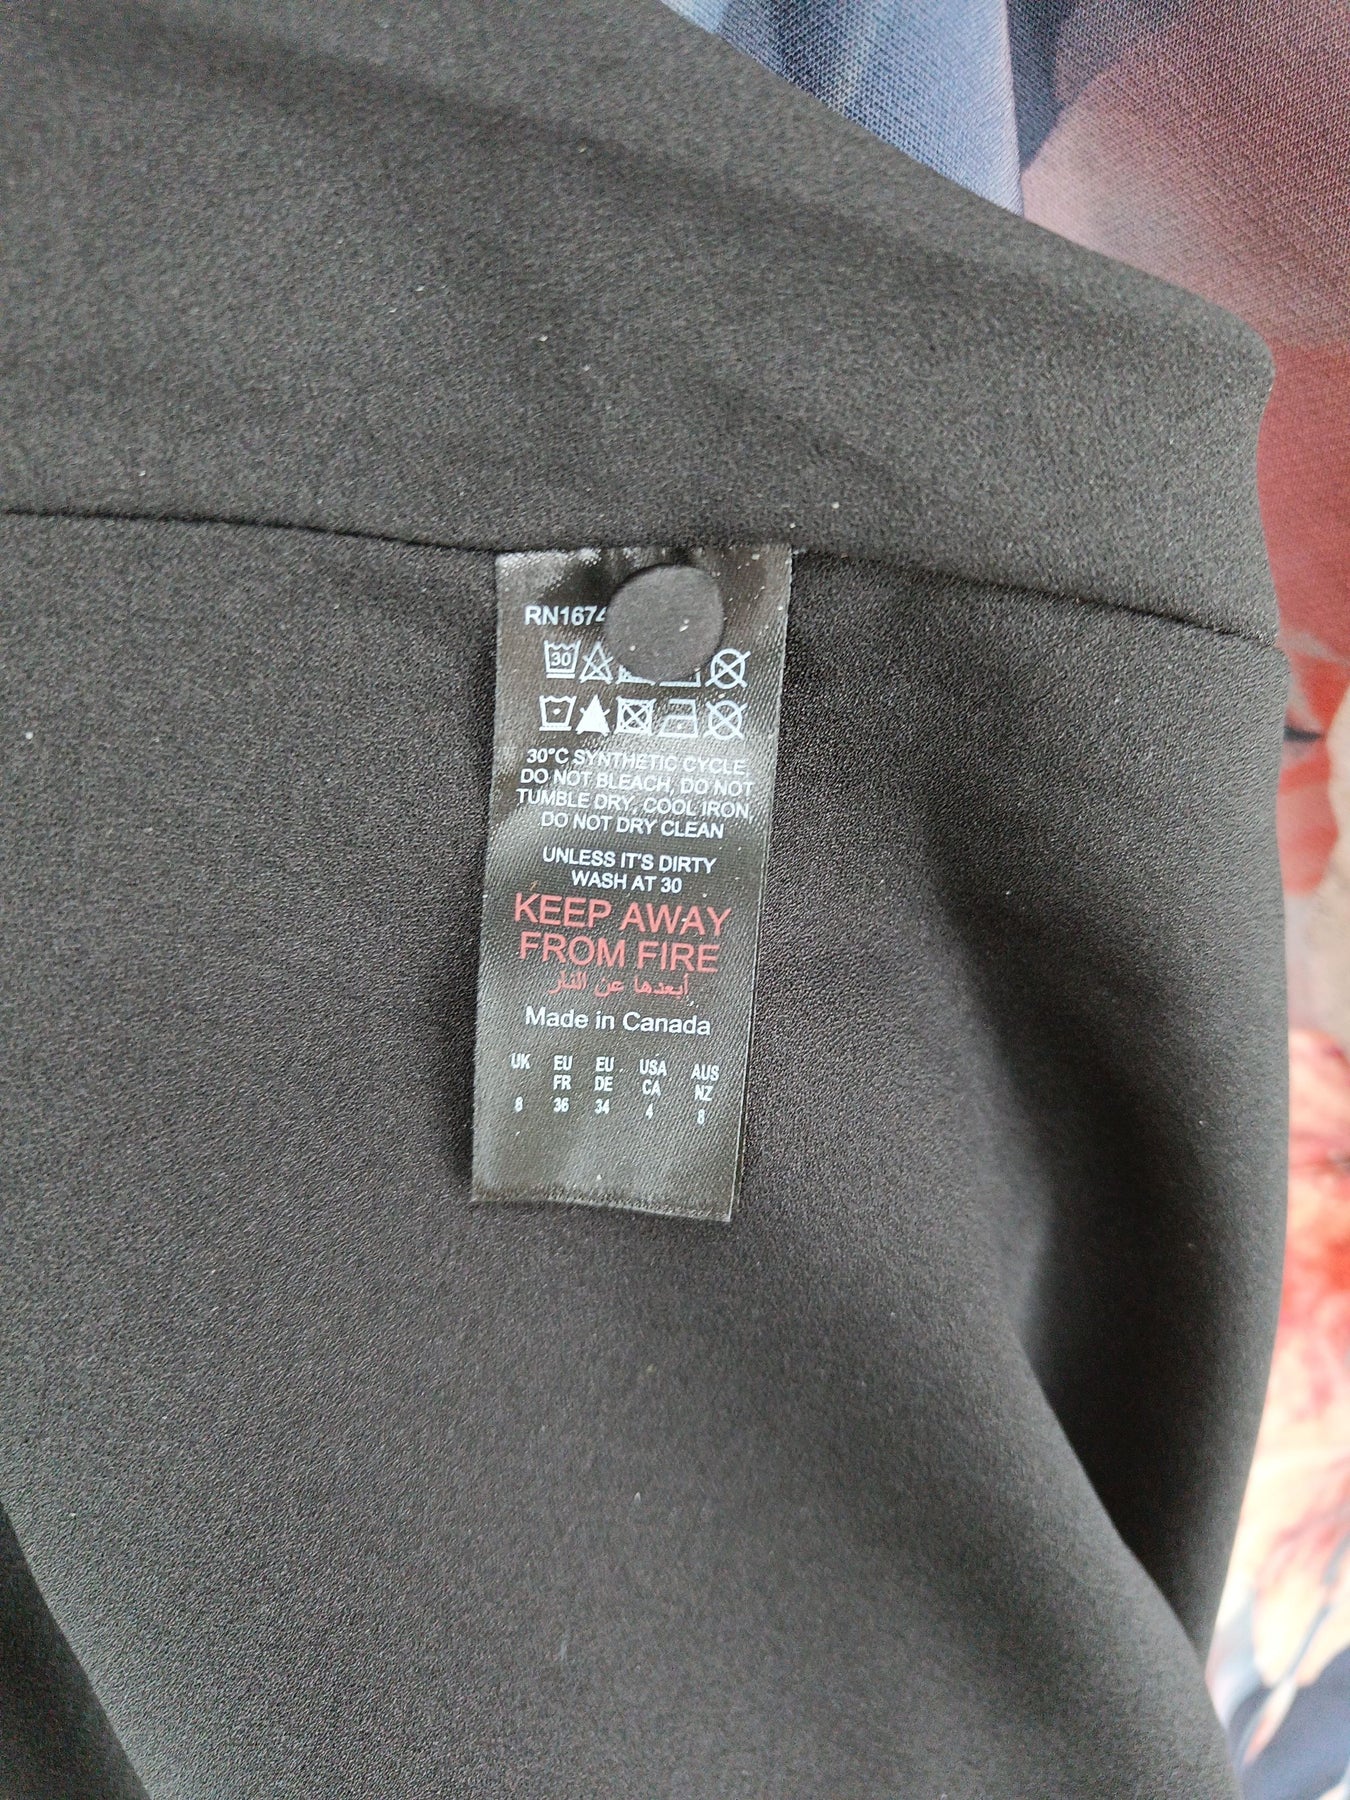 30
30°C SYNTHETIC CYCLE
DO NOT BLEACH, DO NOT
TUMBLE DRY, COOL IRON,
DO NOT DRY CLEAN
UNLESS IT'S DIRTY
WASH AT 30
KEEP AWAY
FROM FIRE
أبعدها عن النار
Made in Canada
UK EU EU USA AUS
FR DE CA NZ
8 36 34 4 8